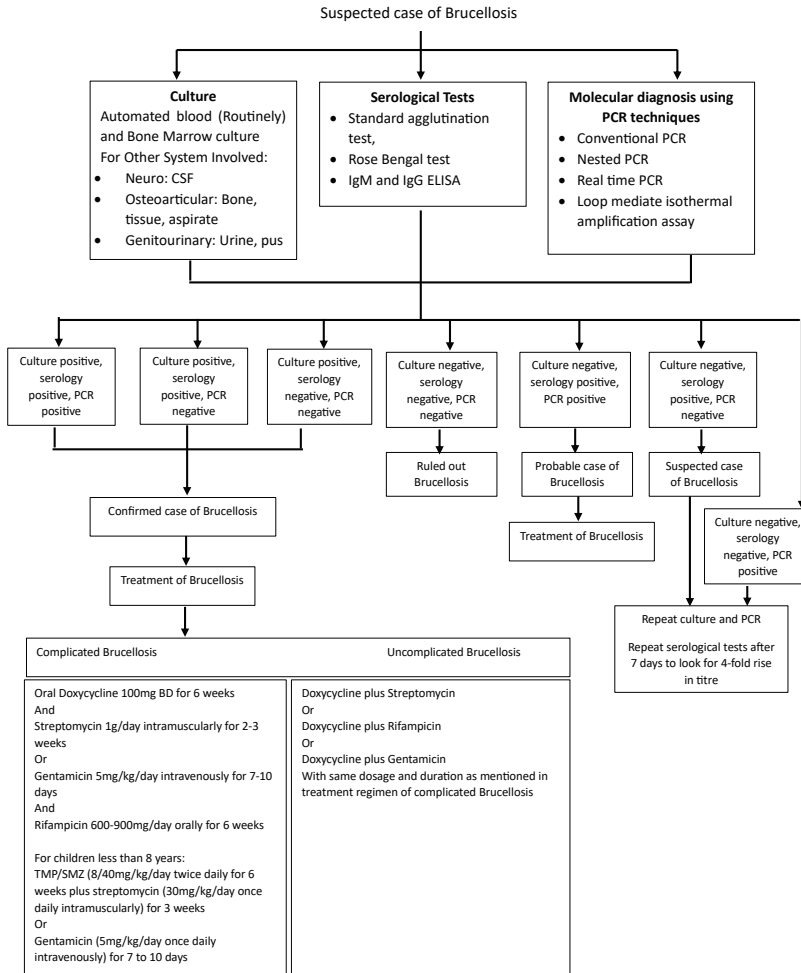 Suspected case of Brucellosis
Culture
Automated blood (Routinely)
and Bone Marrow culture
For Other System Involved:
• Neuro: CSF
• Osteoarticular: Bone,
tissue, aspirate
• Genitourinary: Urine, pus
Serological Tests
• Standard agglutination
test,
• Rose Bengal test
• IgM and IgG ELISA
Molecular diagnosis using
PCR techniques
• Conventional PCR
• Nested PCR
• Real time PCR
• Loop mediate isothermal
amplification assay
Culture positive,
serology
positive, PCR
positive
Culture positive,
serology
positive, PCR
negative
Culture positive,
serology
negative, PCR
negative
Culture negative,
serology
negative, PCR
negative
Culture negative,
serology positive,
PCR positive
Culture negative,
serology
positive, PCR
negative
Ruled out
Brucellosis
Probable case of
Brucellosis
Suspected case
of Brucellosis
Culture negative,
serology
negative, PCR
positive
Confirmed case of Brucellosis
Treatment of Brucellosis
Treatment of Brucellosis
Repeat culture and PCR
Repeat serological tests after
7 days to look for 4-fold rise
in titre
Complicated Brucellosis
Uncomplicated Brucellosis
Oral Doxycycline 100mg BD for 6 weeks
And
Streptomycin 1g/day intramuscularly for 2-3
weeks
Or
Gentamicin 5mg/kg/day intravenously for 7-10
days
And
Rifampicin 600-900mg/day orally for 6 weeks
For children less than 8 years:
TMP/SMZ (8/40mg/kg/day twice daily for 6
weeks plus streptomycin (30mg/kg/day once
daily intramuscularly) for 3 weeks
Or
Gentamicin (5mg/kg/day once daily
intravenously) for 7 to 10 days
Doxycycline plus Streptomycin
Or
Doxycycline plus Rifampicin
Or
Doxycycline plus Gentamicin
With same dosage and duration as mentioned in
treatment regimen of complicated Brucellosis